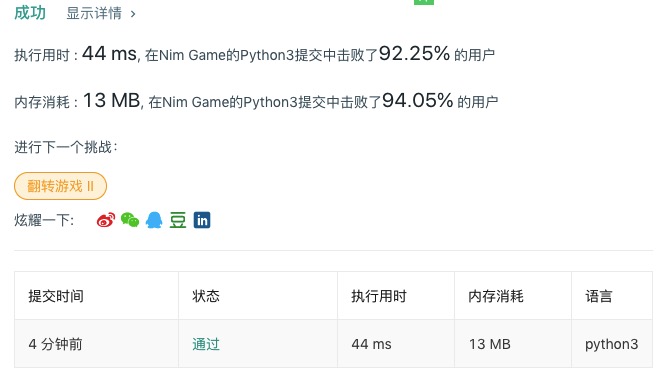 成功 显示详情 ›
执行用时 : 44 ms, 在Nim Game的Python3提交中击败了92.25% 的用户
内存消耗 : 13 MB, 在Nim Game的Python3提交中击败了94.05% 的用户
进行下一个挑战:
翻转游戏 II
炫耀一下: 豆 in
提交时间 状态 执行用时 内存消耗 语言
4 分钟前 通过 44 ms 13 MB python3